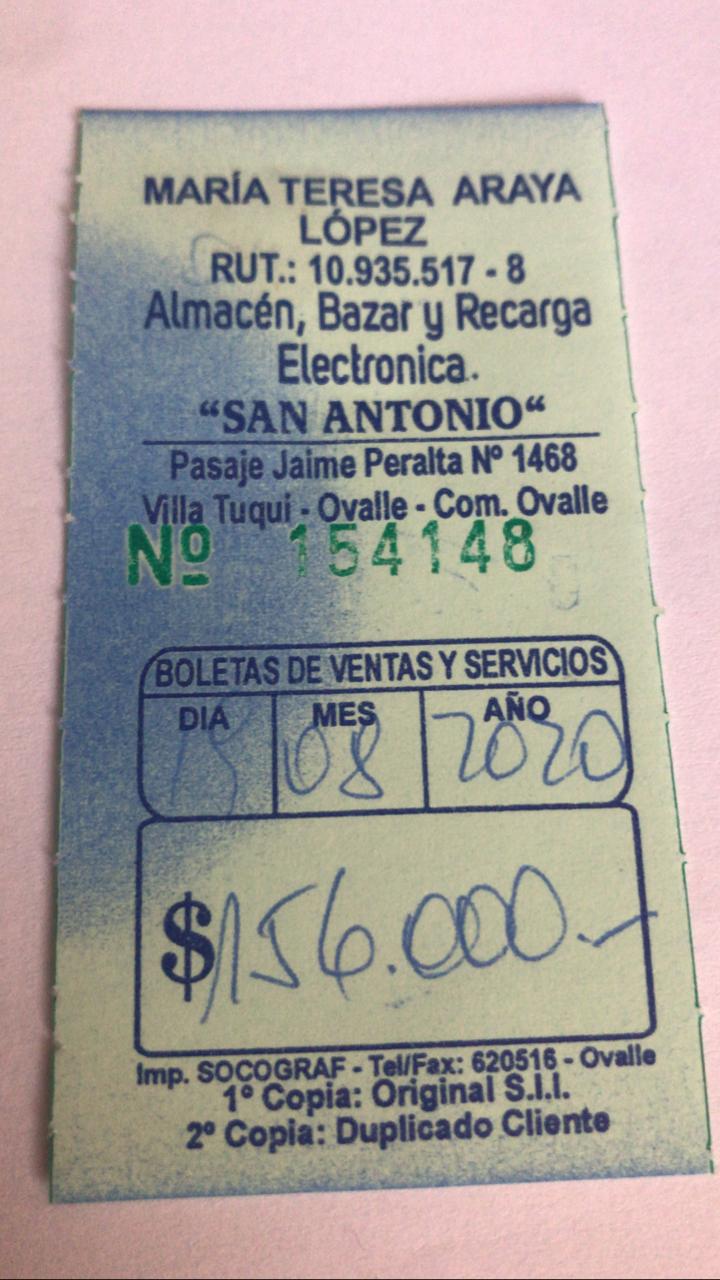 MARÍA TERESA ARAYA
LÓPEZ
RUT.: 10.935.517 - 8
Almacén, Bazar y Recarga
Electronica.
“SAN ANTONIO“
Pasaje Jaime Peralta Nº 1468
Villa Tuqui - Ovalle - Com. Ovalle
Nº 154148
BOLETAS DE VENTAS Y SERVICIOS
DIA MES AÑO
08 2020
$156.000.-
Imp. SOCOGRAF - Tel/Fax: 620516 - Ovalle
1º Copia: Original S.I.I.
2º Copia: Duplicado Cliente